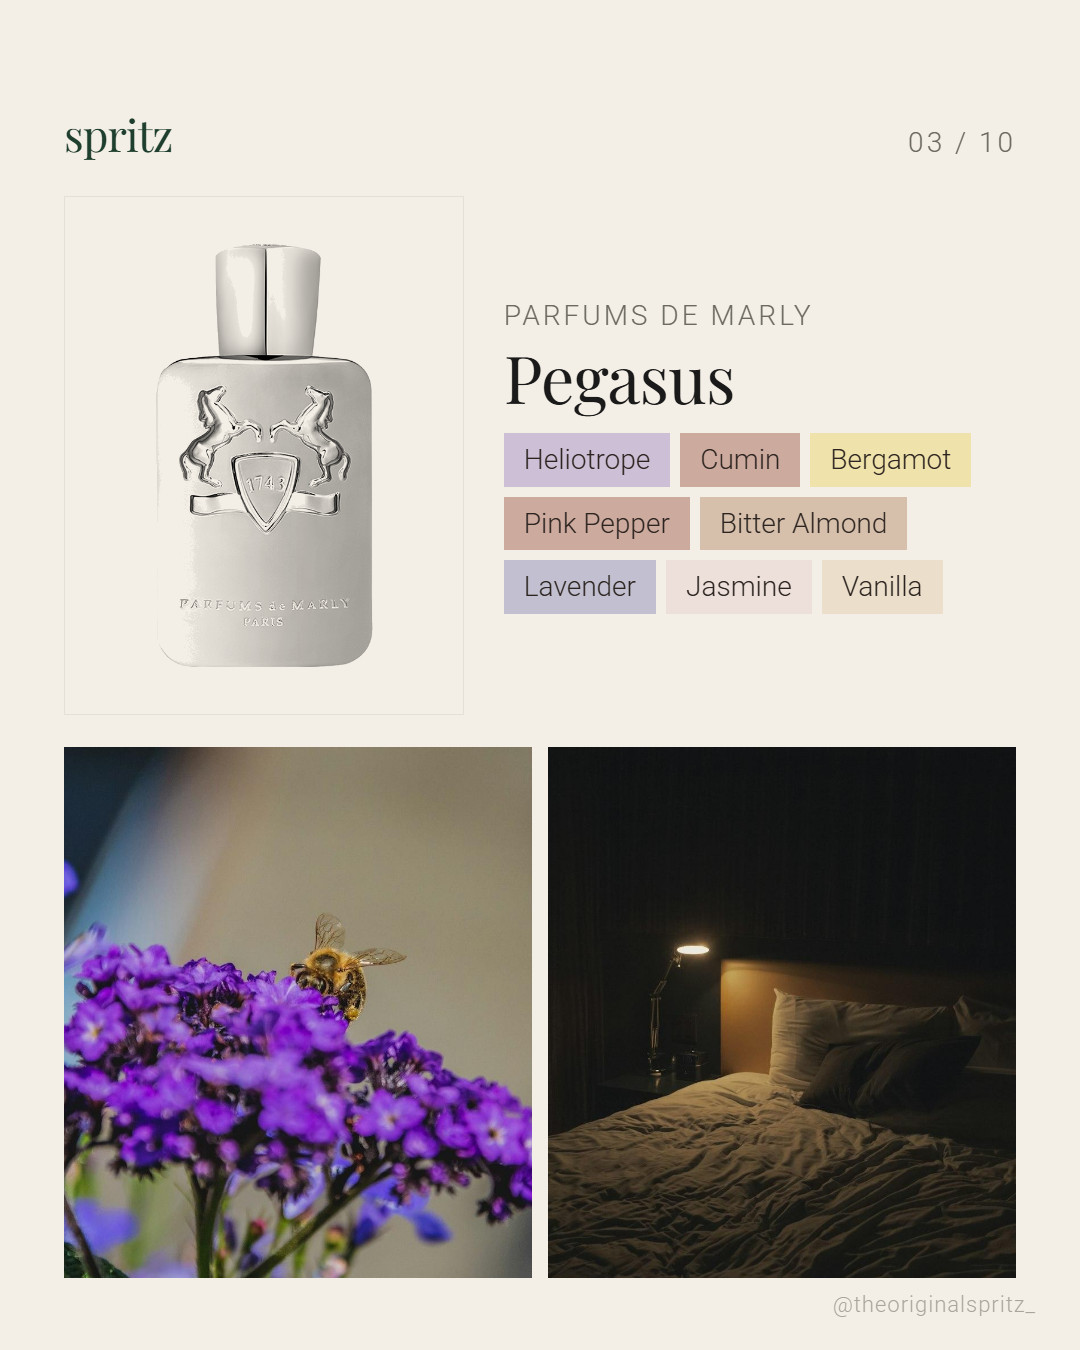 spritz
03 / 10
1743
PARFUMS de MARLY
PARIS
PARFUMS DE MARLY
Pegasus
Heliotrope Cumin Bergamot
Pink Pepper Bitter Almond
Lavender Jasmine Vanilla
@theoriginalspritz_